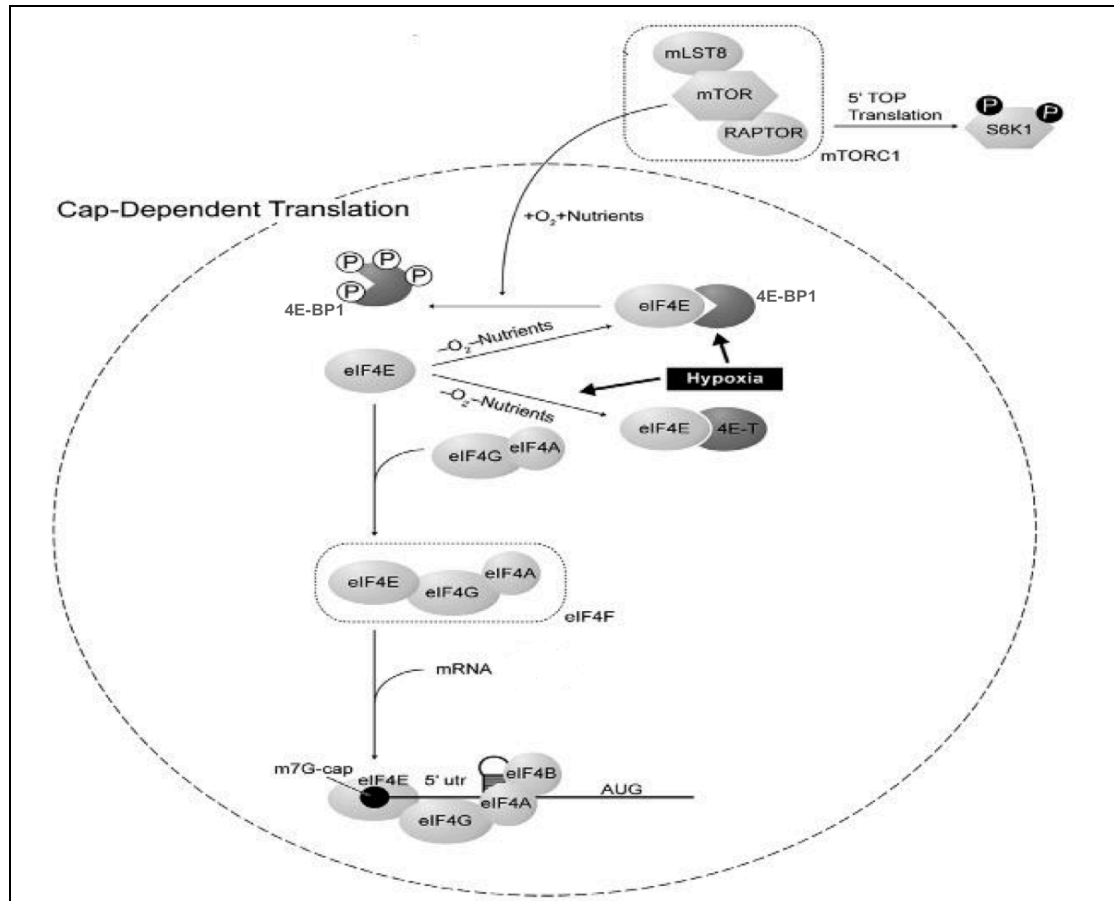 mLST8
mTOR
RAPTOR
mTORC1
5' TOP
Translation
P
P
S6K1
Cap-Dependent Translation
+O₂+Nutrients
P
P
P
P
4E-BP1
eIF4E
4E-BP1
–O₂–Nutrients
eIF4E
Hypoxia
–O₂–Nutrients
eIF4E
4E-T
eIF4G
eIF4A
eIF4E
eIF4G
eIF4A
eIF4F
mRNA
m7G-cap
eIF4E
5' utr
eIF4B
eIF4A
eIF4G
AUG